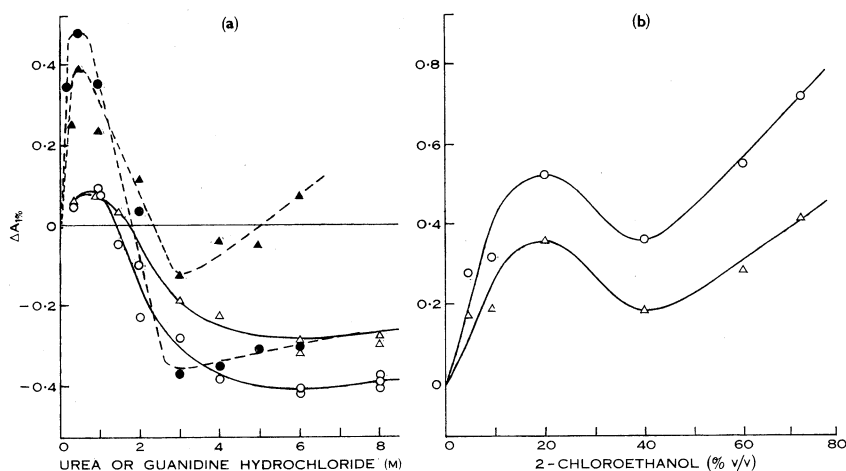 (a)
(b)
0·4
0·2
0
−0·2
−0·4
ΔA1%
0 2 4 6 8
UREA OR GUANIDINE HYDROCHLORIDE (M)
0·8
0·6
0·4
0·2
0
0 20 40 60 80
2-CHLOROETHANOL (% v/v)